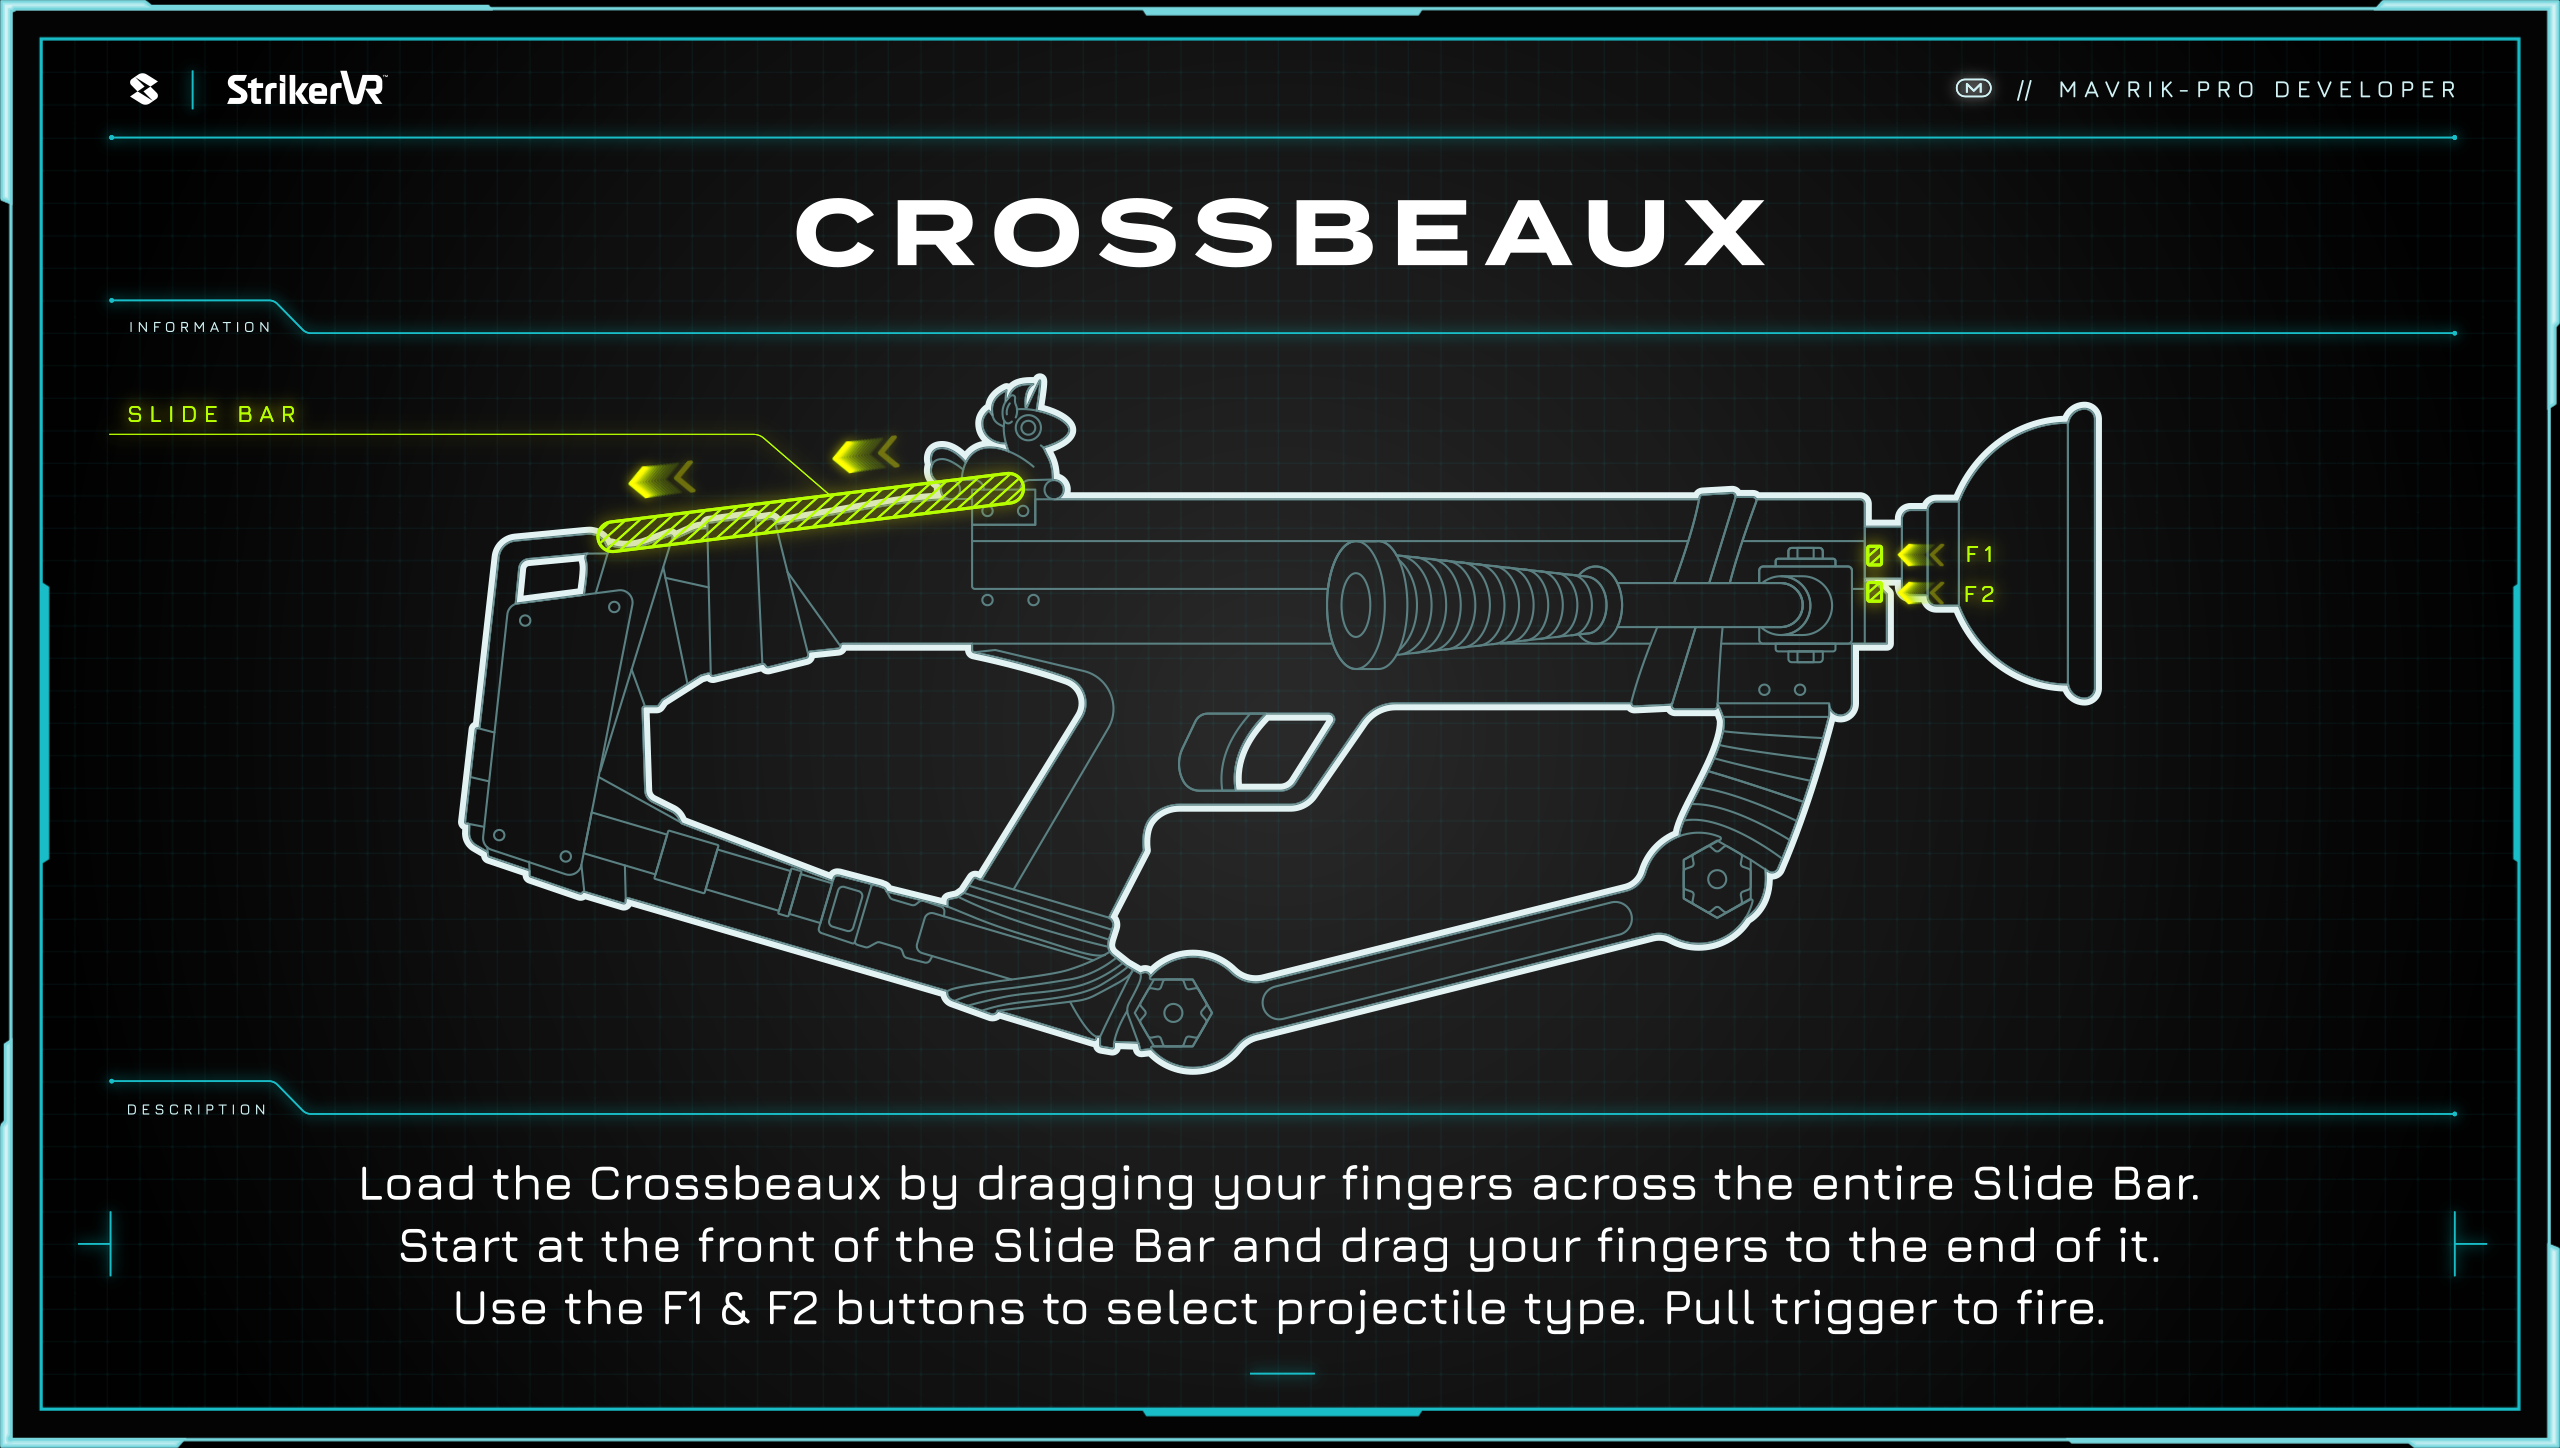 StrikerVR™
M // MAVRIK-PRO DEVELOPER
CROSSBEAUX
INFORMATION
SLIDE BAR
F1
F2
DESCRIPTION
Load the Crossbeaux by dragging your fingers across the entire Slide Bar.
Start at the front of the Slide Bar and drag your fingers to the end of it.
Use the F1 & F2 buttons to select projectile type. Pull trigger to fire.